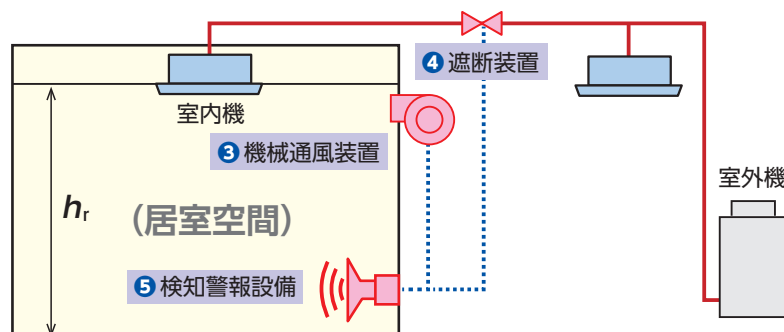 ❹ 遮断装置
室内機
❸ 機械通風装置
室外機
hr
(居室空間)
❺ 検知警報設備